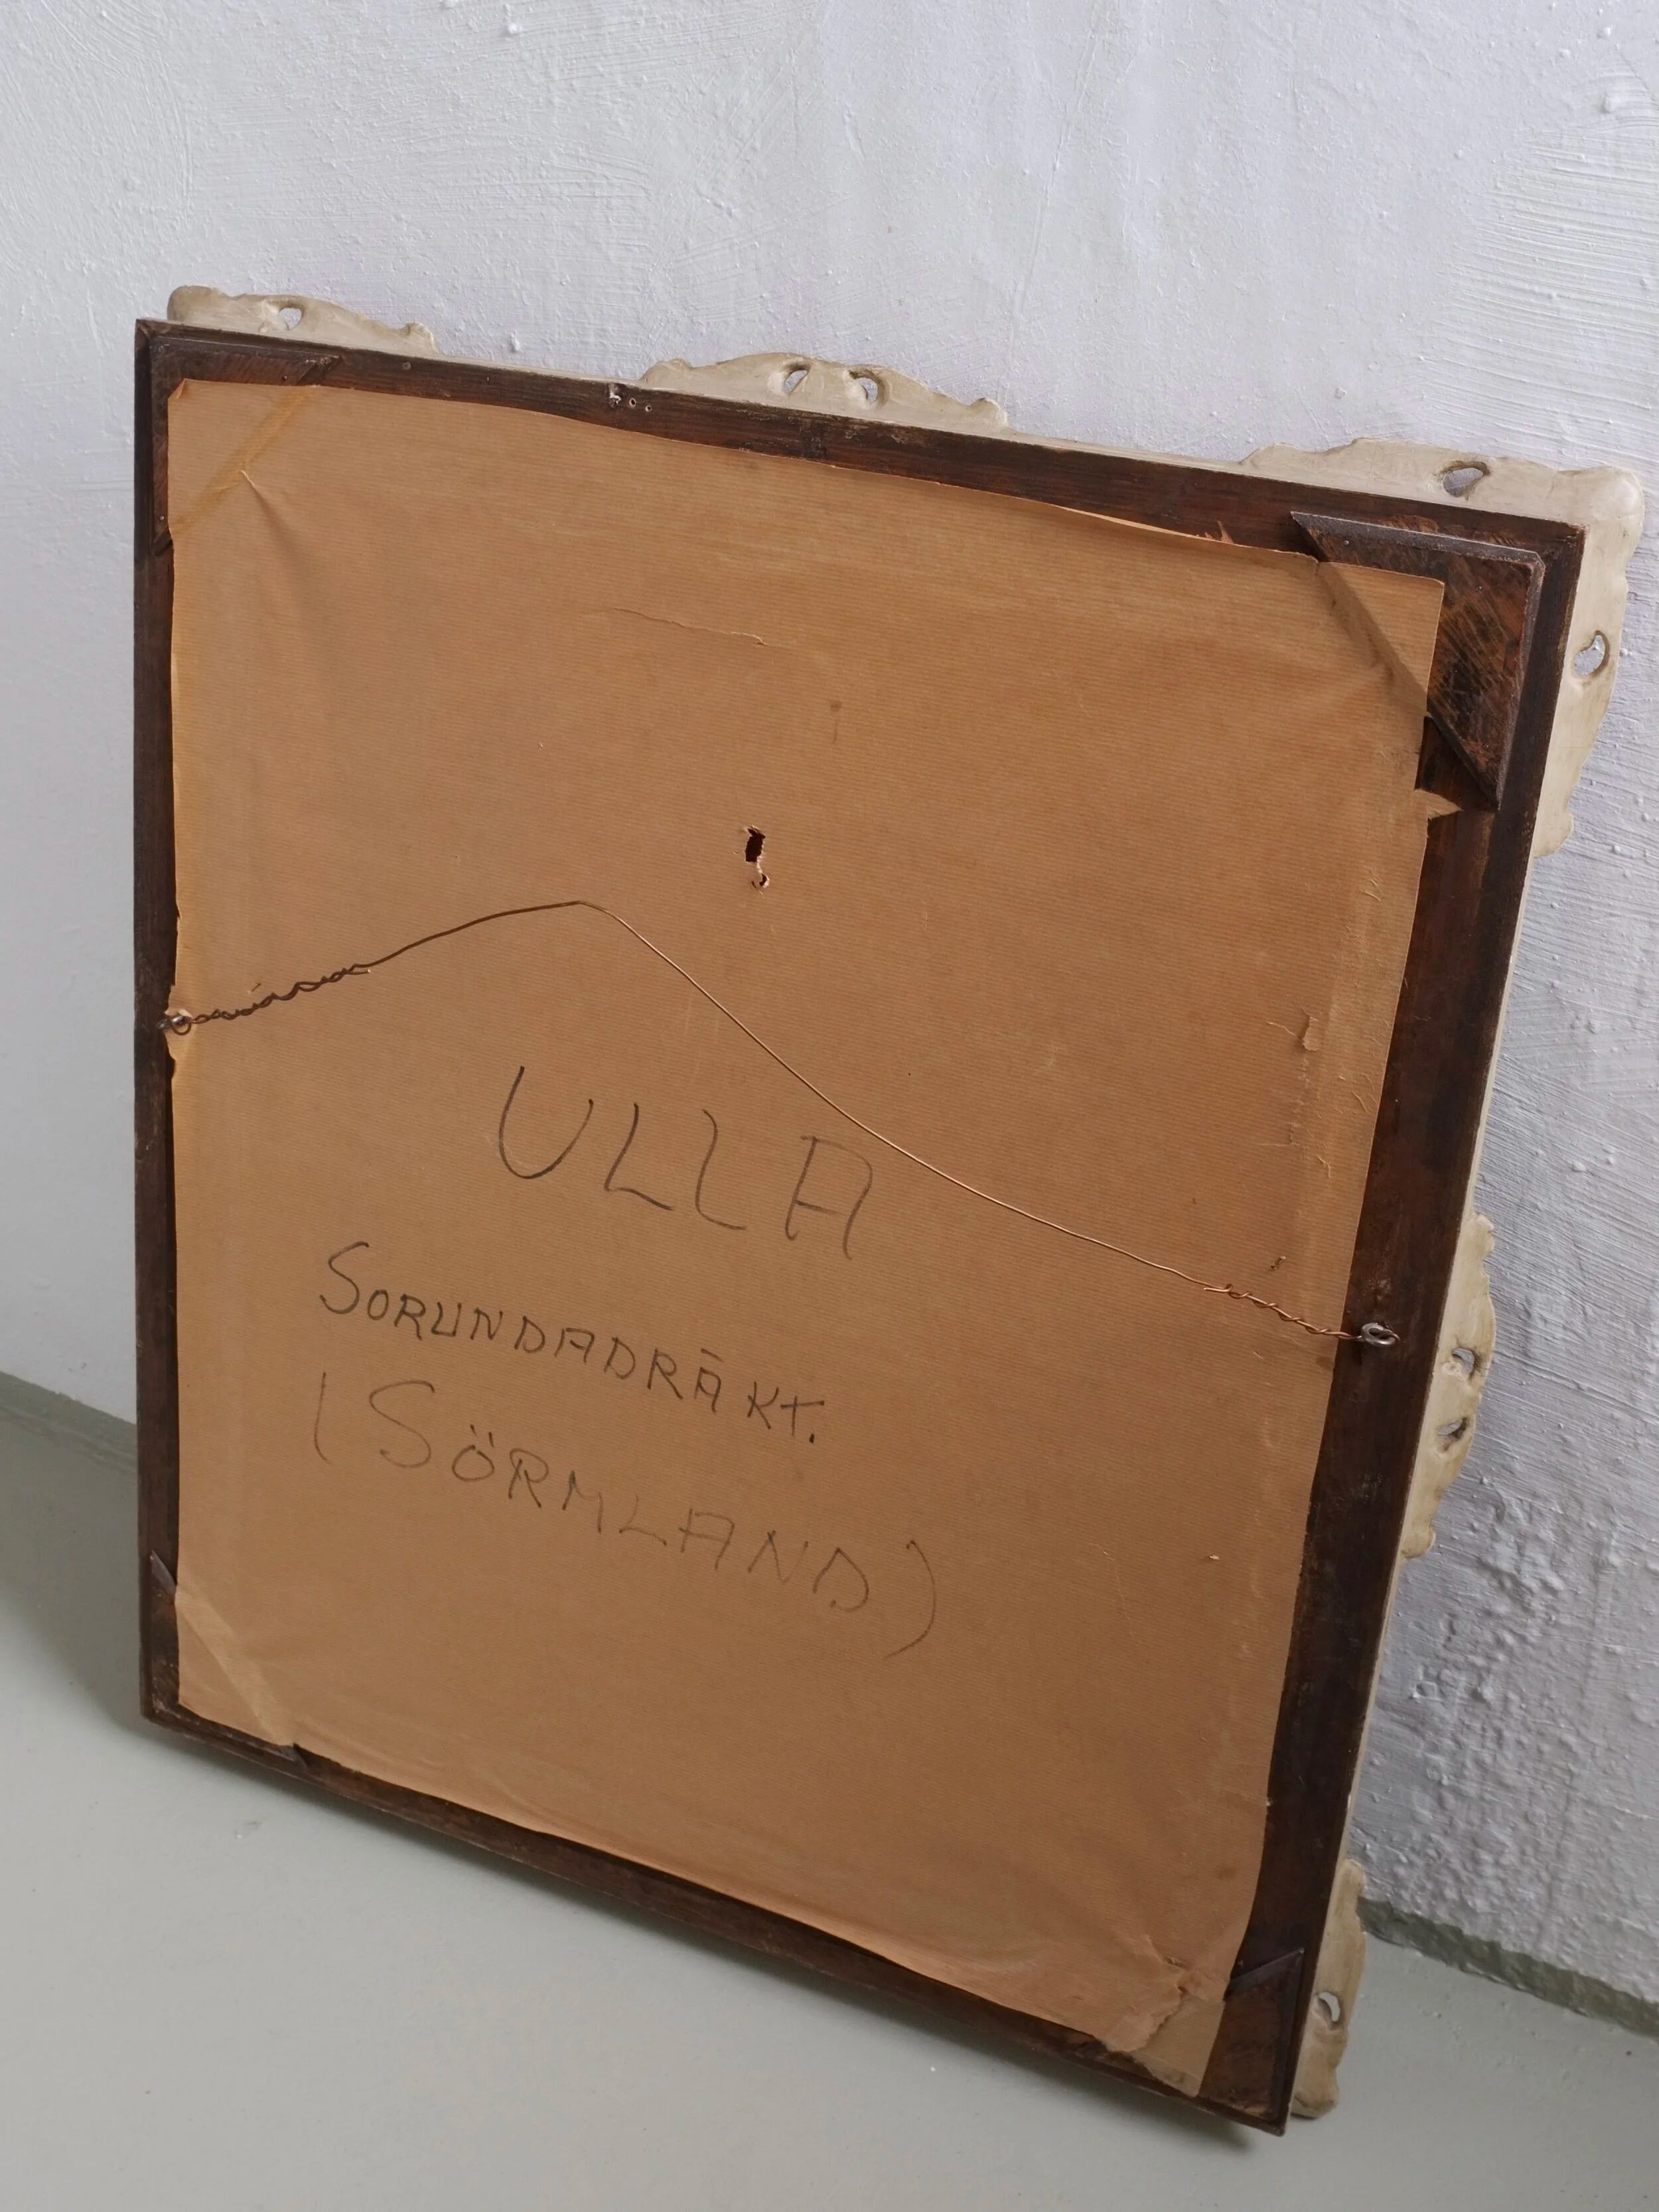 ULLA
SORUNDADRÄKT.
(SÖRMLAND)